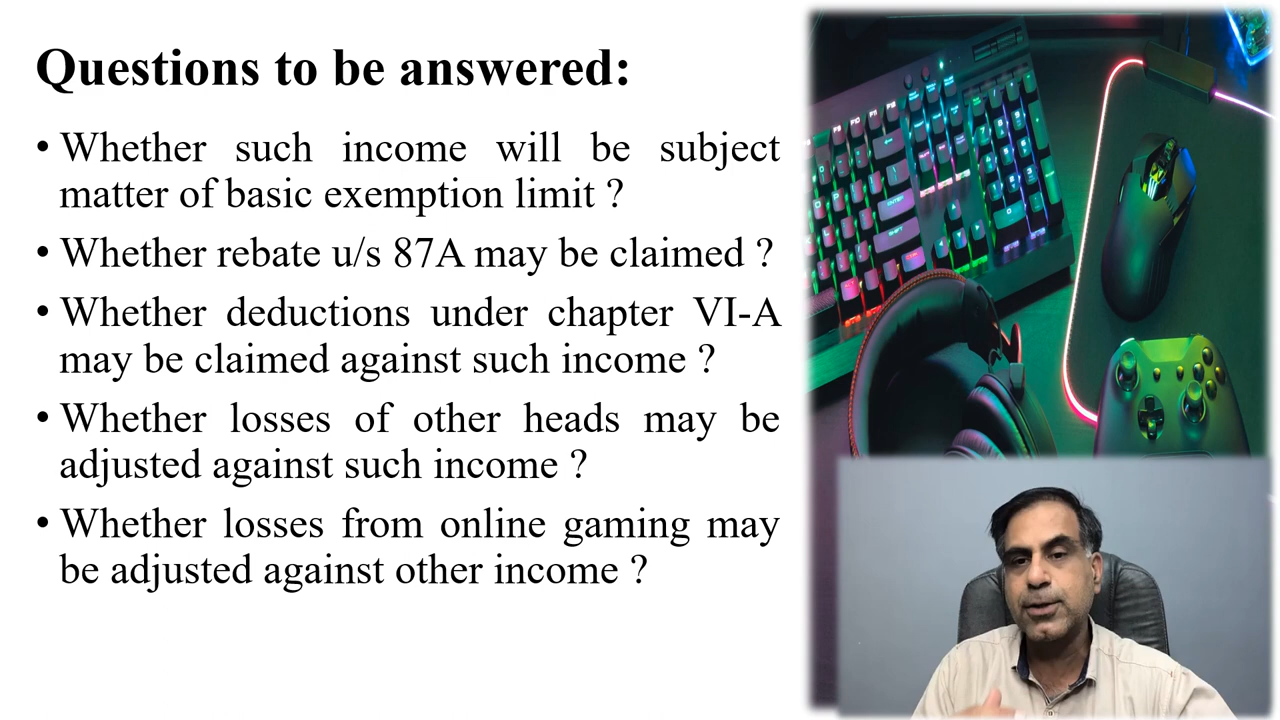 Questions to be answered:
• Whether such income will be subject
matter of basic exemption limit ?
• Whether rebate u/s 87A may be claimed ?
• Whether deductions under chapter VI-A
may be claimed against such income ?
• Whether losses of other heads may be
adjusted against such income ?
• Whether losses from online gaming may
be adjusted against other income ?